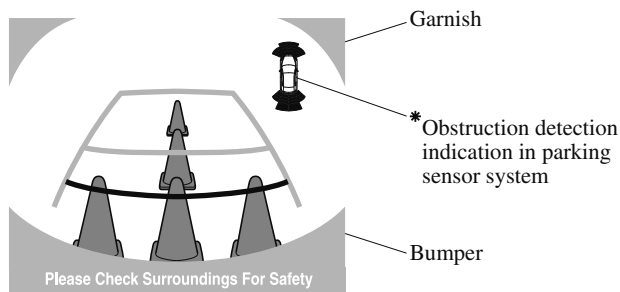 Garnish
*Obstruction detection
indication in parking
sensor system
Bumper
Please Check Surroundings For Safety